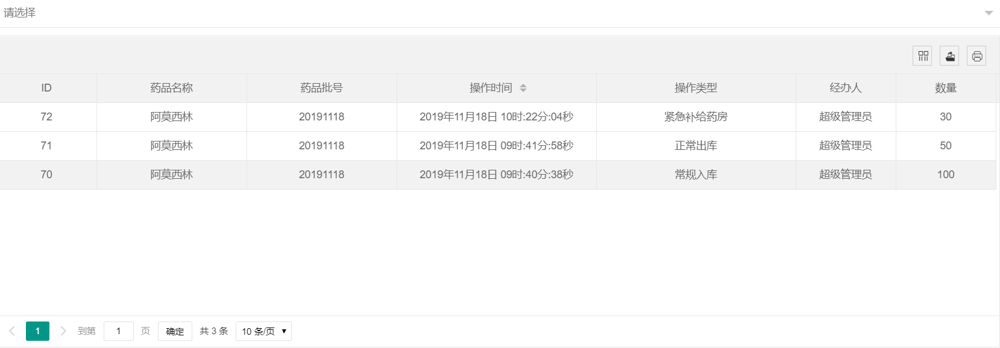 请选择
ID 药品名称 药品批号 操作时间 操作类型 经办人 数量
72 阿莫西林 20191118 2019年11月18日 10时:22分:04秒 紧急补给药房 超级管理员 30
71 阿莫西林 20191118 2019年11月18日 09时:41分:58秒 正常出库 超级管理员 50
70 阿莫西林 20191118 2019年11月18日 09时:40分:38秒 常规入库 超级管理员 100
1 到第 1 页 确定 共 3 条 10 条/页